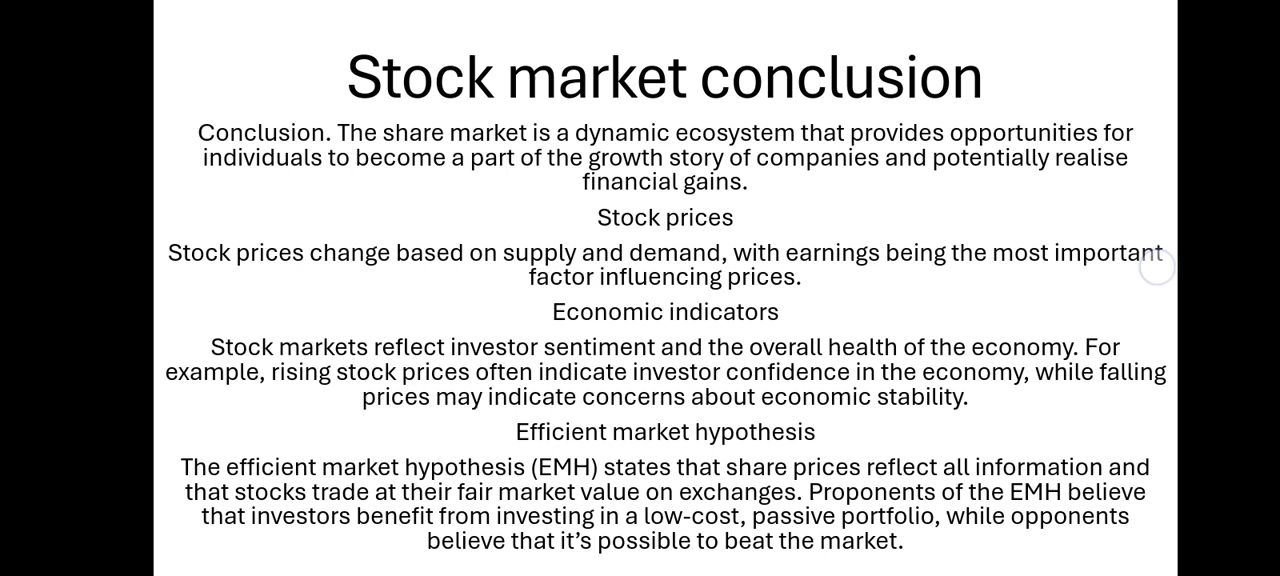 Stock market conclusion
Conclusion. The share market is a dynamic ecosystem that provides opportunities for
individuals to become a part of the growth story of companies and potentially realise
financial gains.
Stock prices
Stock prices change based on supply and demand, with earnings being the most important
factor influencing prices.
Economic indicators
Stock markets reflect investor sentiment and the overall health of the economy. For
example, rising stock prices often indicate investor confidence in the economy, while falling
prices may indicate concerns about economic stability.
Efficient market hypothesis
The efficient market hypothesis (EMH) states that share prices reflect all information and
that stocks trade at their fair market value on exchanges. Proponents of the EMH believe
that investors benefit from investing in a low-cost, passive portfolio, while opponents
believe that it’s possible to beat the market.